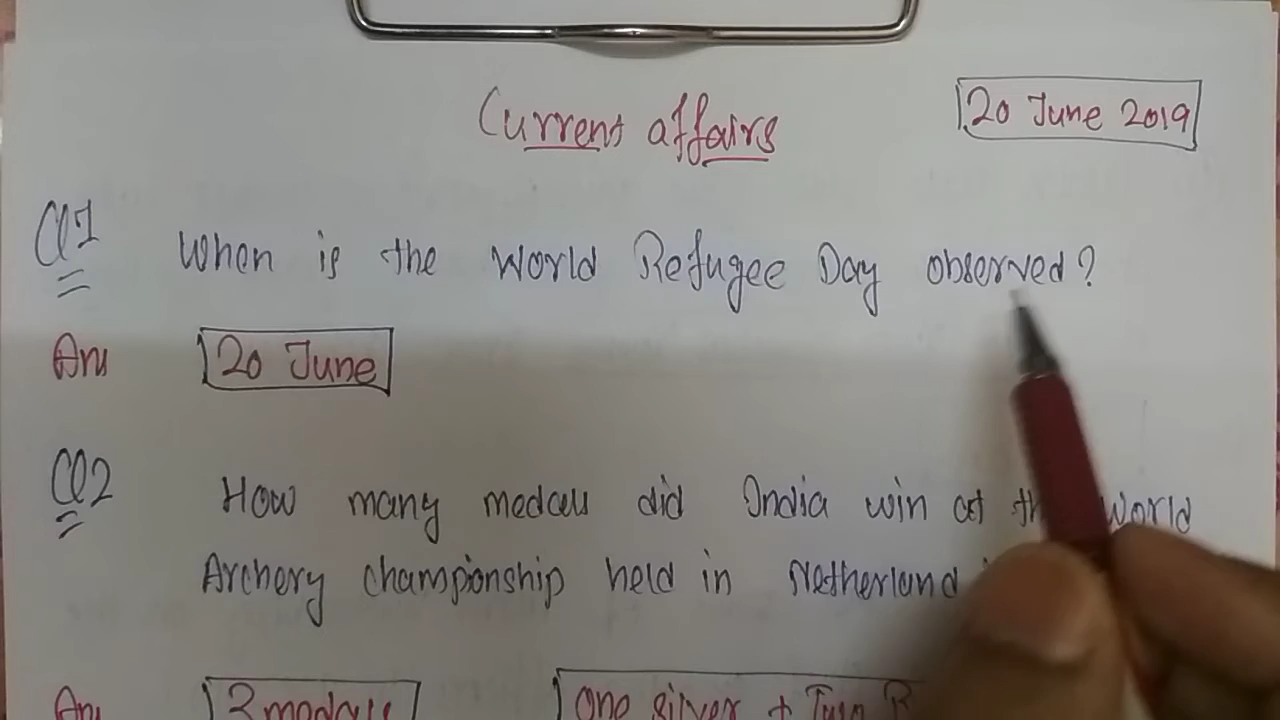 Current affairs
20 June 2019
Q1 When is the World Refugee Day observed?
Ans 20 June
Q2 How many medals did India win at the World
Archery championship held in Netherland
Ans 3 medals One silver + Two B